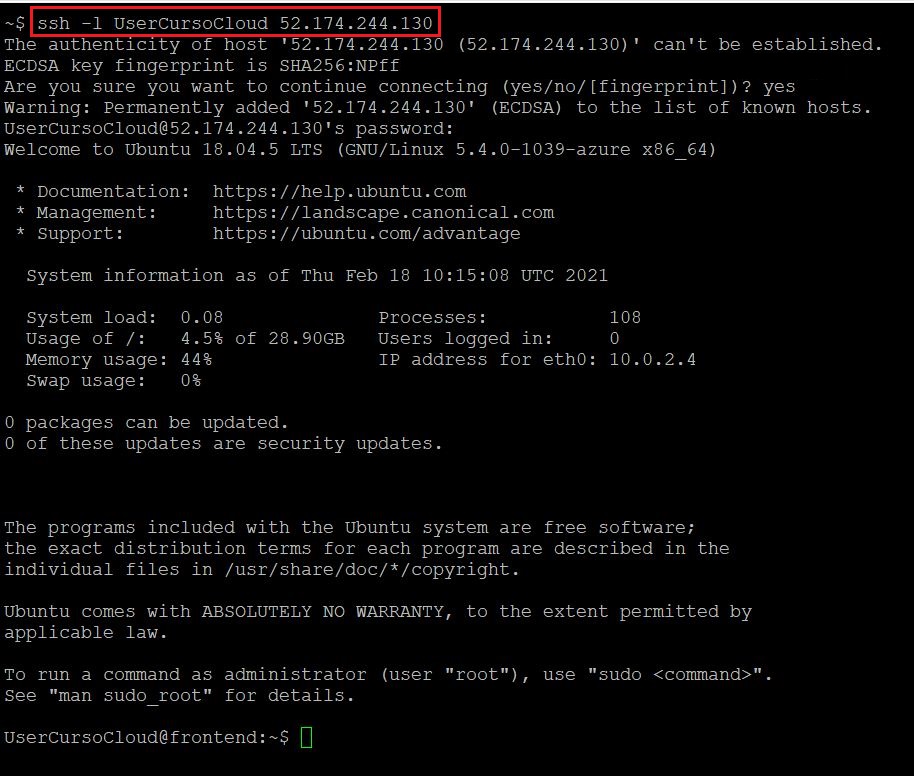 ~$ ssh -l UserCursoCloud 52.174.244.130
The authenticity of host '52.174.244.130 (52.174.244.130)' can't be established.
ECDSA key fingerprint is SHA256:NPff
Are you sure you want to continue connecting (yes/no/[fingerprint])? yes
Warning: Permanently added '52.174.244.130' (ECDSA) to the list of known hosts.
UserCursoCloud@52.174.244.130's password:
Welcome to Ubuntu 18.04.5 LTS (GNU/Linux 5.4.0-1039-azure x86_64)
* Documentation:  https://help.ubuntu.com
* Management:     https://landscape.canonical.com
* Support:        https://ubuntu.com/advantage
System information as of Thu Feb 18 10:15:08 UTC 2021
System load:  0.08               Processes:           108
Usage of /:   4.5% of 28.90GB   Users logged in:     0
Memory usage: 44%                IP address for eth0: 10.0.2.4
Swap usage:   0%
0 packages can be updated.
0 of these updates are security updates.
The programs included with the Ubuntu system are free software;
the exact distribution terms for each program are described in the
individual files in /usr/share/doc/*/copyright.
Ubuntu comes with ABSOLUTELY NO WARRANTY, to the extent permitted by
applicable law.
To run a command as administrator (user "root"), use "sudo <command>".
See "man sudo_root" for details.
UserCursoCloud@frontend:~$